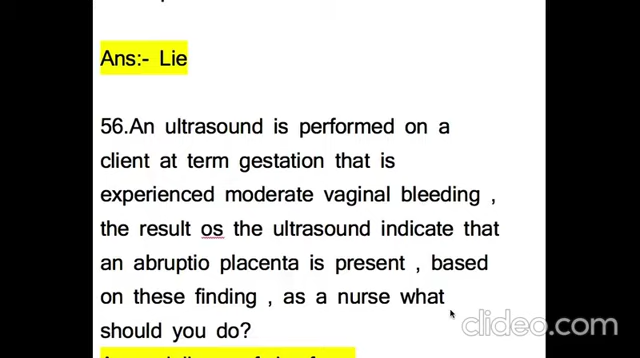 Ans:- Lie
56.An ultrasound is performed on a
client at term gestation that is
experienced moderate vaginal bleeding ,
the result os the ultrasound indicate that
an abruptio placenta is present , based
on these finding , as a nurse what
should you do?
clideo.com